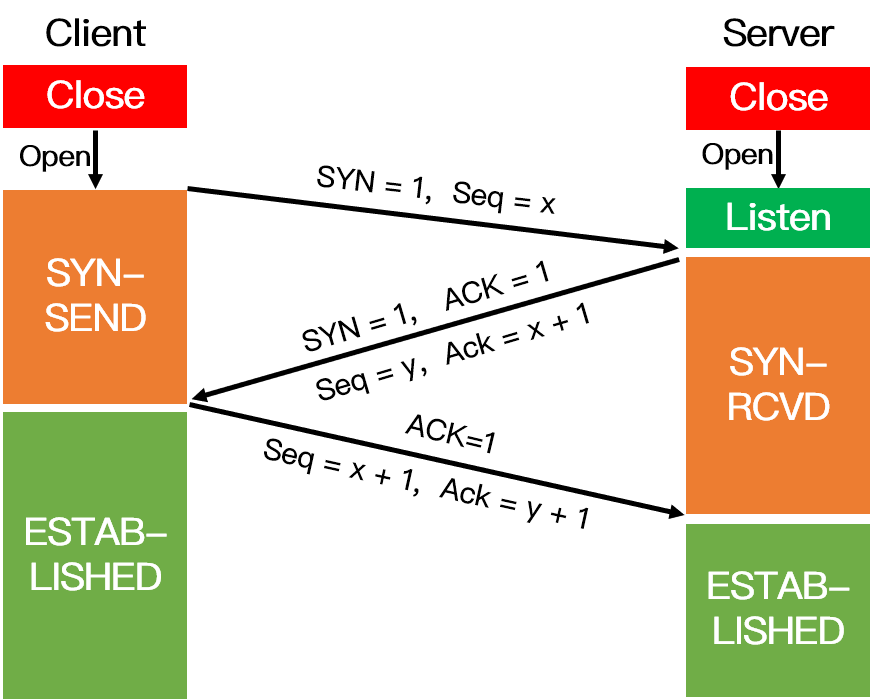 Client
Server
Close
Close
Open
Open
SYN = 1, Seq = x
Listen
SYN-
SEND
SYN = 1, ACK = 1
Seq = y, Ack = x + 1
SYN-
RCVD
ACK=1
Seq = x + 1, Ack = y + 1
ESTAB-
LISHED
ESTAB-
LISHED